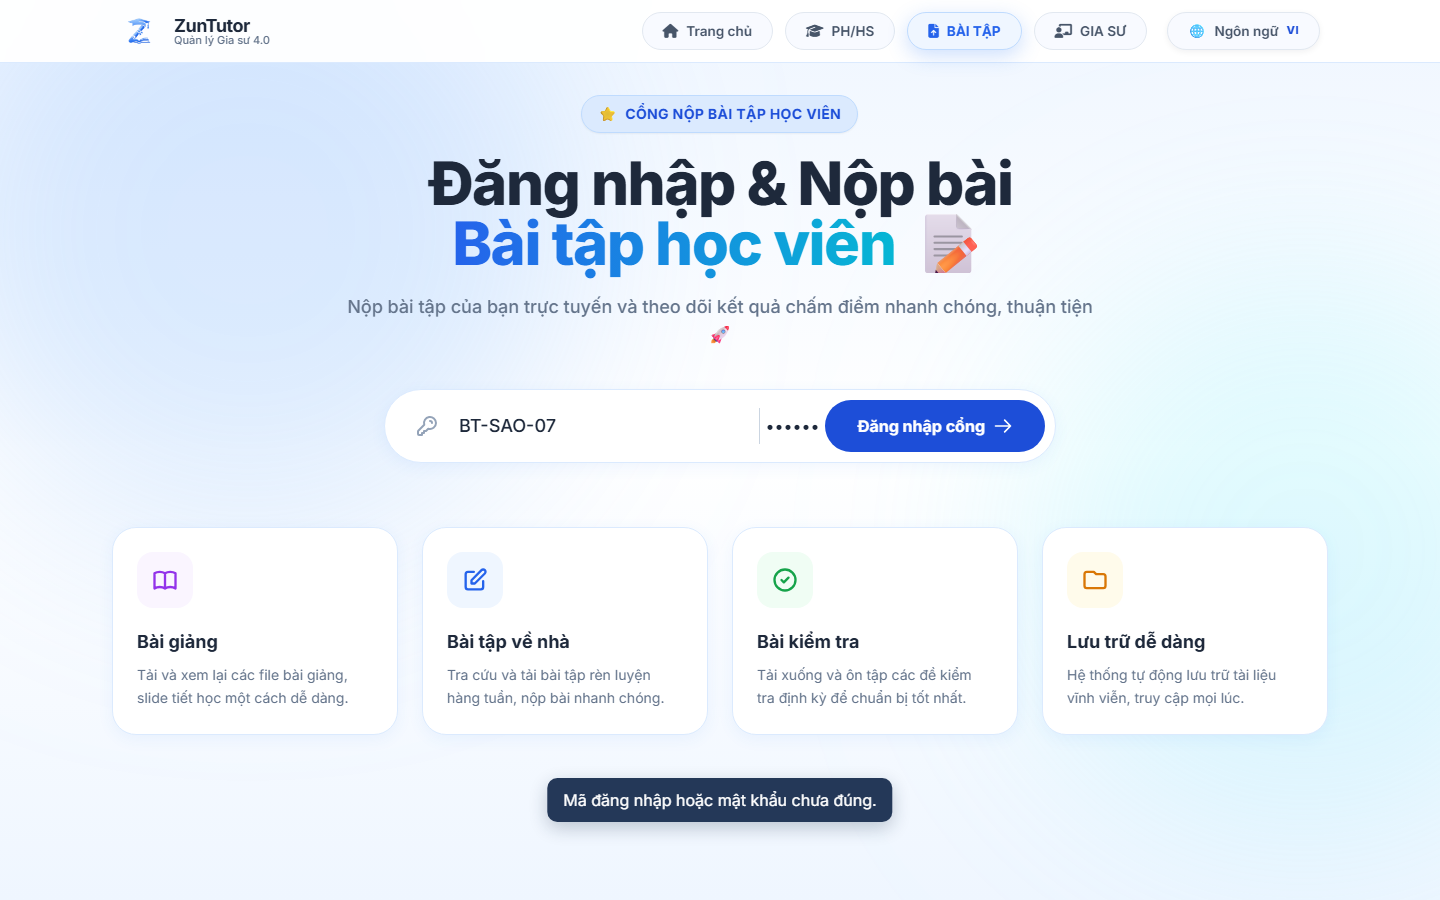 ZunTutor
Quản lý Gia sư 4.0
Trang chủ
PH/HS
BÀI TẬP
GIA SƯ
Ngôn ngữ VI
CỔNG NỘP BÀI TẬP HỌC VIÊN
Đăng nhập & Nộp bài
Bài tập học viên
Nộp bài tập của bạn trực tuyến và theo dõi kết quả chấm điểm nhanh chóng, thuận tiện
BT-SAO-07
••••••
Đăng nhập cổng
Bài giảng
Tải và xem lại các file bài giảng,
slide tiết học một cách dễ dàng.
Bài tập về nhà
Tra cứu và tải bài tập rèn luyện
hàng tuần, nộp bài nhanh chóng.
Bài kiểm tra
Tải xuống và ôn tập các đề kiểm
tra định kỳ để chuẩn bị tốt nhất.
Lưu trữ dễ dàng
Hệ thống tự động lưu trữ tài liệu
vĩnh viễn, truy cập mọi lúc.
Mã đăng nhập hoặc mật khẩu chưa đúng.